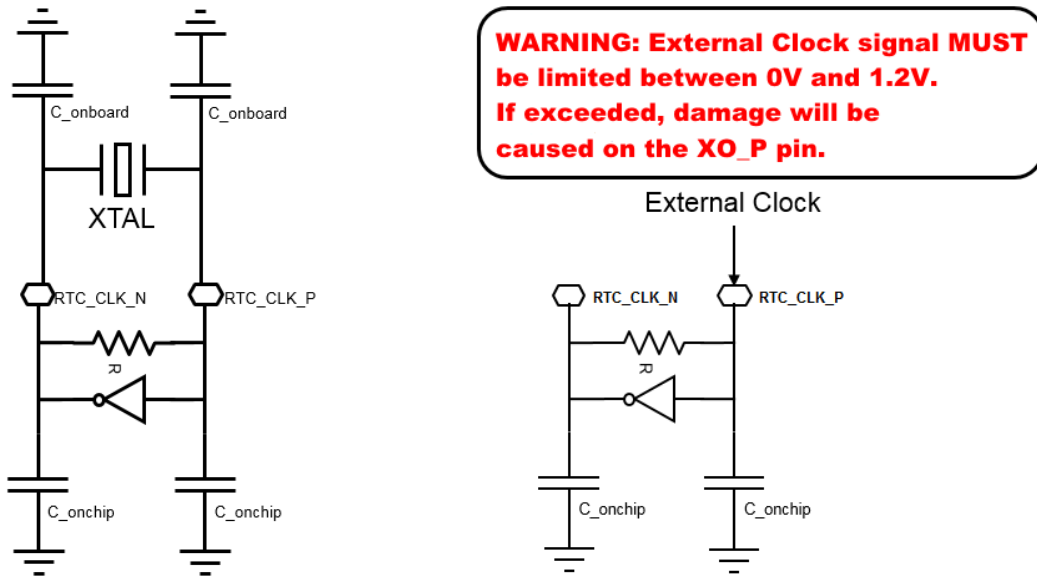 C_onboard
C_onboard
XTAL
RTC_CLK_N
RTC_CLK_P
R
C_onchip
C_onchip
WARNING: External Clock signal MUST
be limited between 0V and 1.2V.
If exceeded, damage will be
caused on the XO_P pin.
External Clock
RTC_CLK_N
RTC_CLK_P
R
C_onchip
C_onchip